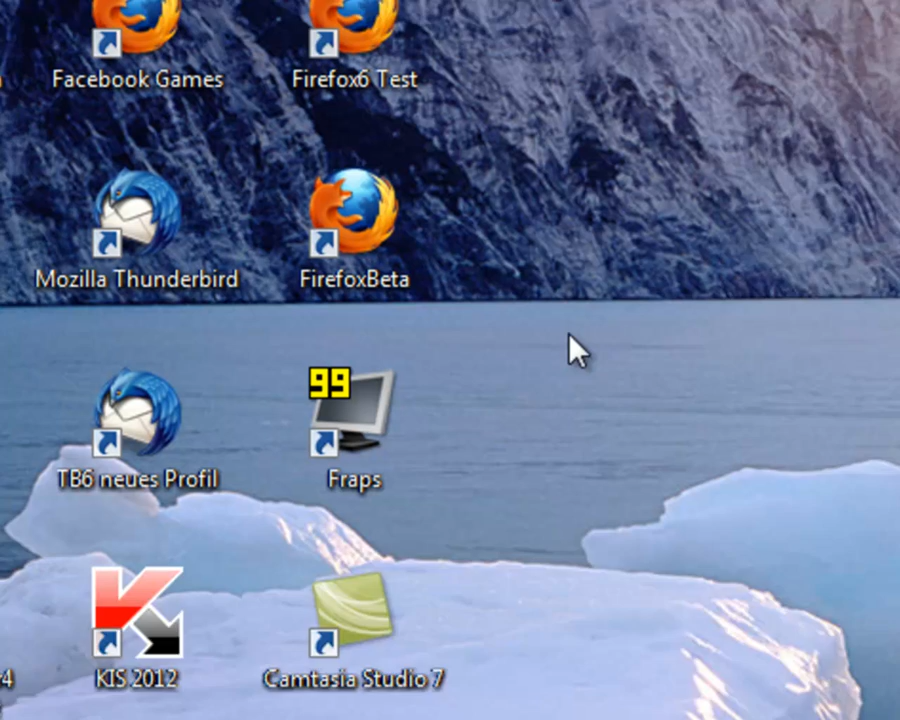 Facebook Games
Firefox6 Test
Mozilla Thunderbird
FirefoxBeta
99
TB6 neues Profil
Fraps
KIS 2012
Camtasia Studio 7